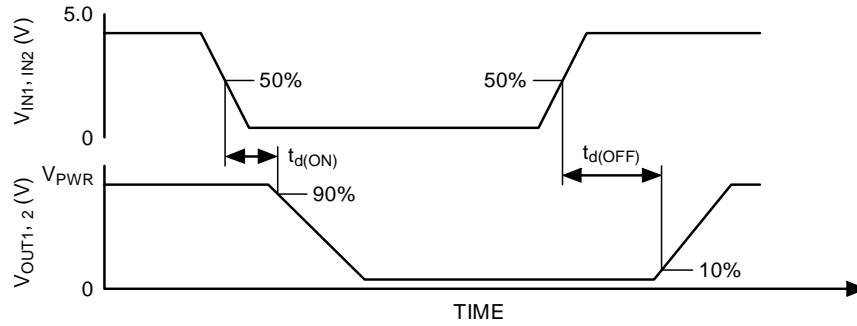 5.0
V_IN1, IN2 (V)
50%
50%
0
t_d(ON)
t_d(OFF)
V_PWR
V_OUT1, 2 (V)
90%
10%
0
TIME